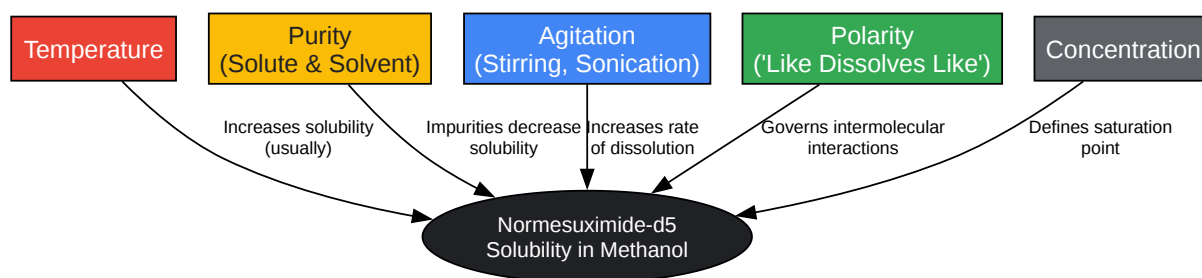 Temperature
Purity
(Solute & Solvent)
Agitation
(Stirring, Sonication)
Polarity
('Like Dissolves Like')
Concentration
Increases solubility
(usually)
Impurities decrease
solubility
Increases rate
of dissolution
Governs intermolecular
interactions
Defines saturation
point
Normesuximide-d5
Solubility in Methanol